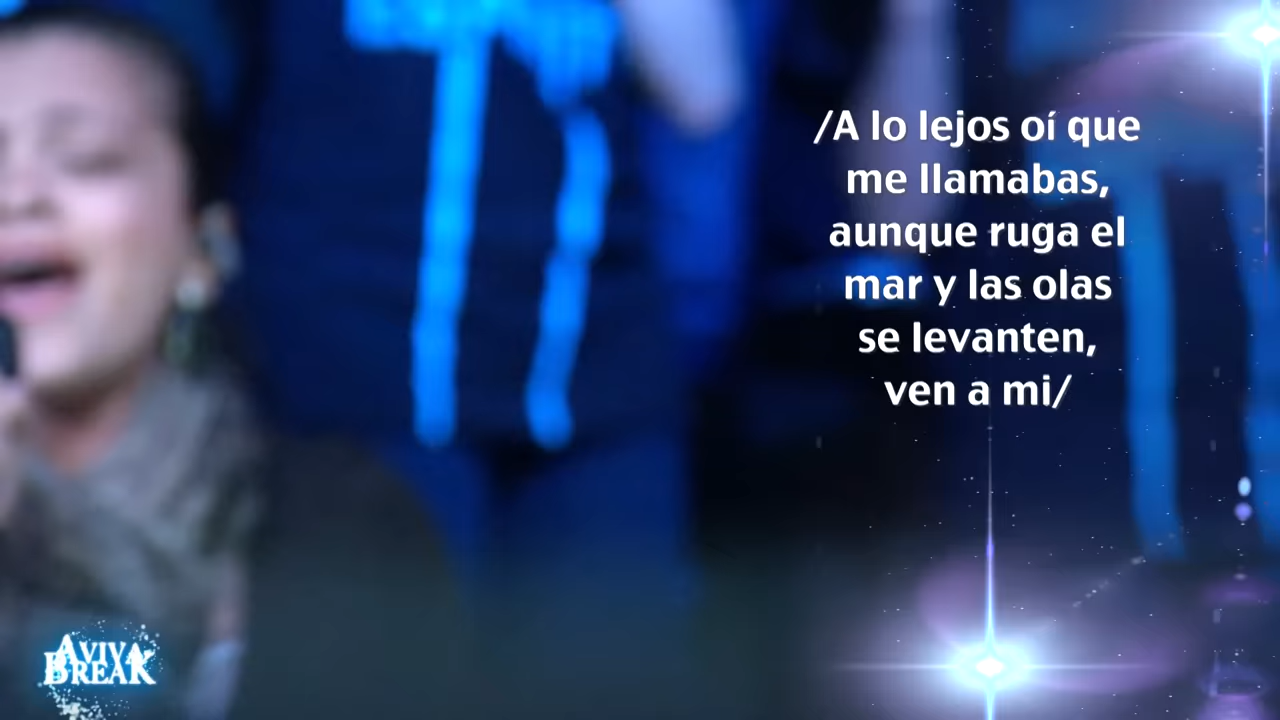 /A lo lejos oí que
me llamabas,
aunque ruga el
mar y las olas
se levanten,
ven a mi/
AVIVA
BREAK